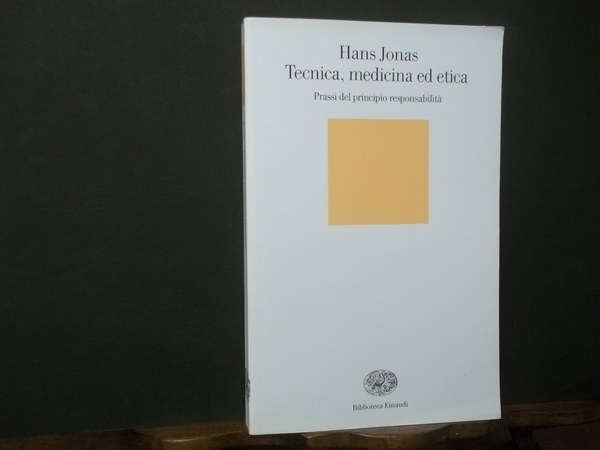 Hans Jonas
Tecnica, medicina ed etica
Prassi del principio responsabilità
Biblioteca Einaudi